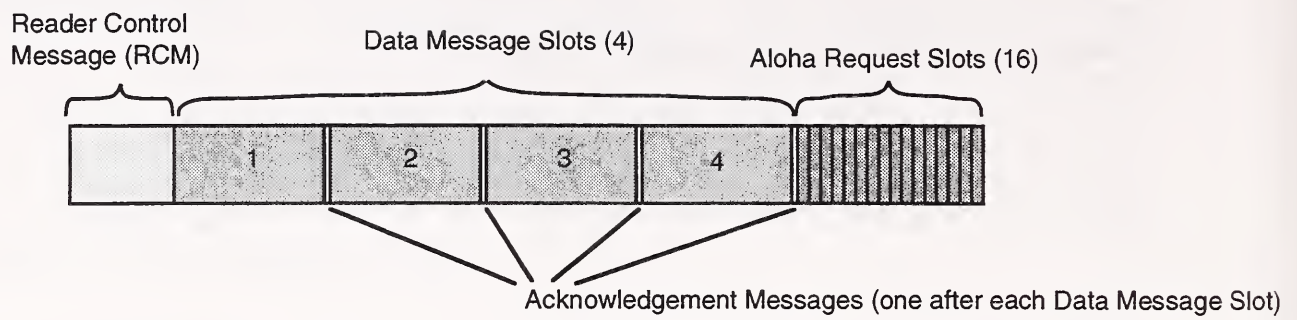 Reader Control
Message (RCM)
Data Message Slots (4)
Aloha Request Slots (16)
1
2
3
4
Acknowledgement Messages (one after each Data Message Slot)